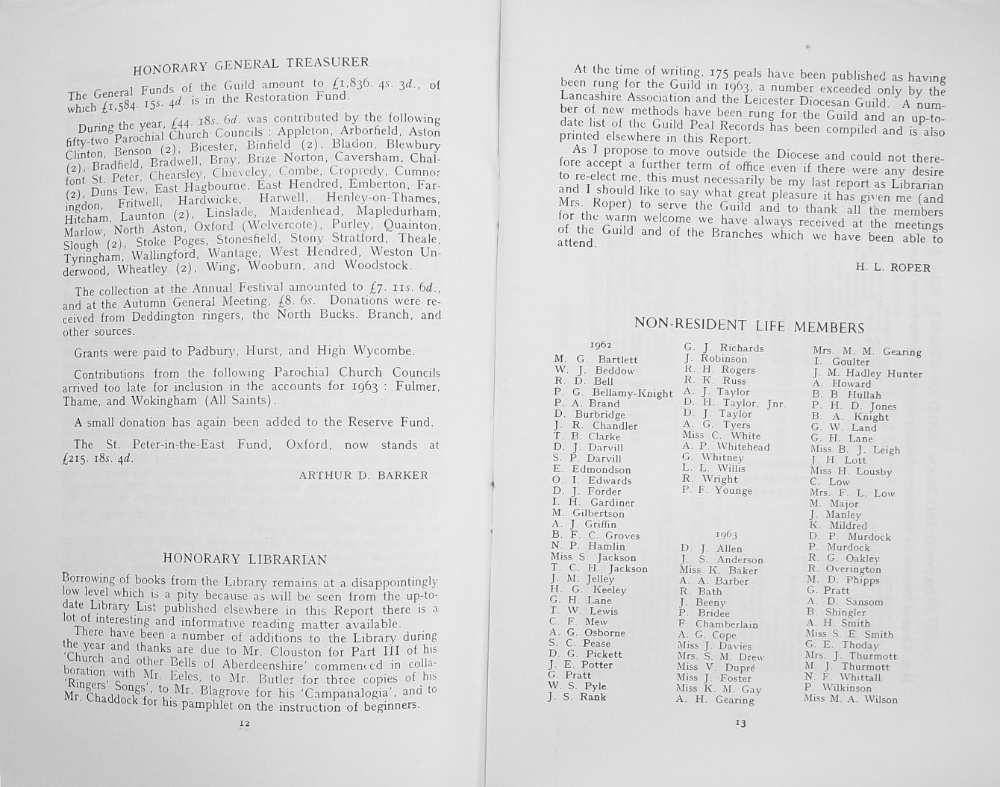 HONORARY GENERAL TREASURER
The General Funds of the Guild amount to £1,836. 4s. 3d., of
which £1,584. 15s. 4d. is in the Restoration Fund.
During the year, £44. 18s. 6d. was contributed by the following
fifty-two Parochial Church Councils : Appleton, Arborfield, Aston
Clinton, Benson (2), Bicester, Binfield (2), Bladon, Blewbury
(2), Bradfield, Bradwell, Bray, Brize Norton, Caversham, Chal-
font St. Peter, Chearsley, Chieveley, Combe, Cropredy, Cumnor
(2), Duns Tew, East Hagbourne, East Hendred, Emberton, Far-
ingdon, Fritwell, Hardwicke, Harwell, Henley-on-Thames,
Hitcham, Launton (2), Linslade, Maidenhead, Mapledurham,
Marlow, North Aston, Oxford (Wolvercote), Purley, Quainton,
Slough (2), Stoke Poges, Stonesfield, Stony Stratford, Theale,
Tyringham, Wallingford, Wantage, West Hendred, Weston Un-
derwood, Wheatley (2), Wing, Wooburn, and Woodstock.
The collection at the Annual Festival amounted to £7. 11s. 6d.,
and at the Autumn General Meeting, £8. 6s. Donations were re-
ceived from Deddington ringers, the North Bucks. Branch, and
other sources.
Grants were paid to Padbury, Hurst, and High Wycombe.
Contributions from the following Parochial Church Councils
arrived too late for inclusion in the accounts for 1963 : Fulmer,
Thame, and Wokingham (All Saints).
A small donation has again been added to the Reserve Fund.
The St. Peter-in-the-East Fund, Oxford, now stands at
£215. 18s. 4d.
ARTHUR D. BARKER
HONORARY LIBRARIAN
Borrowing of books from the Library remains at a disappointingly
low level which is a pity because as will be seen from the up-to-
date Library List published elsewhere in this Report there is a
lot of interesting and informative reading matter available.
There have been a number of additions to the Library during
the year and thanks are due to Mr. Clouston for Part III of his
'Church and other Bells of Aberdeenshire' commenced in colla-
boration with Mr. Eeles, to Mr. Butler for three copies of his
'Ringers' Songs', to Mr. Blagrove for his 'Campanalogia', and to
Mr. Chaddock for his pamphlet on the instruction of beginners.
12
At the time of writing, 175 peals have been published as having
been rung for the Guild in 1963, a number exceeded only by the
Lancashire Association and the Leicester Diocesan Guild. A num-
ber of new methods have been rung for the Guild and an up-to-
date list of the Guild Peal Records has been compiled and is also
printed elsewhere in this Report.
As I propose to move outside the Diocese and could not there-
fore accept a further term of office even if there were any desire
to re-elect me, this must necessarily be my last report as Librarian
and I should like to say what great pleasure it has given me (and
Mrs. Roper) to serve the Guild and to thank all the members
for the warm welcome we have always received at the meetings
of the Guild and of the Branches which we have been able to
attend.
H. L. ROPER
NON-RESIDENT LIFE MEMBERS
1962
M. G. Bartlett
W. J. Beddow
R. D. Bell
P. G. Bellamy-Knight
P. A. Brand
D. Burbridge
J. R. Chandler
T. B. Clarke
D. J. Darvill
S. P. Darvill
E. Edmondson
O. I. Edwards
D. J. Forder
I. H. Gardiner
M. Gilbertson
A. J. Griffin
B. F. C. Groves
N. P. Hamlin
Miss S. Jackson
T. C. H. Jackson
J. M. Jelley
H. G. Keeley
G. H. Lane
T. W. Lewis
C. F. Mew
A. G. Osborne
S. C. Pease
D. G. Pickett
J. E. Potter
G. Pratt
W. S. Pyle
J. S. Rank
G. J. Richards
J. Robinson
R. H. Rogers
R. K. Russ
A. J. Taylor
D. H. Taylor, Jnr.
D. J. Taylor
A. G. Tyers
Miss C. White
A. P. Whitehead
G. Whitney
L. L. Willis
R. Wright
P. F. Younge
1963
D. J. Allen
J. S. Anderson
Miss K. Baker
A. A. Barber
R. Bath
J. Beeny
P. Bridee
F. Chamberlain
A. G. Cope
Miss J. Davies
Mrs. S. M. Drew
Miss V. Dupré
Miss J. Foster
Miss K. M. Gay
A. H. Gearing
Mrs. M. M. Gearing
I. Goulter
J. M. Hadley Hunter
A. Howard
B. B. Hullah
P. H. D. Jones
B. A. Knight
G. W. Land
G. H. Lane
Miss B. J. Leigh
J. H. Lott
Miss H. Lousby
C. Low
Mrs. F. L. Low
M. Major
J. Manley
K. Mildred
D. P. Murdock
P. Murdock
R. G. Oakley
R. Overington
M. D. Phipps
G. Pratt
A. D. Sansom
B. Shingler
A. H. Smith
Miss S. E. Smith
G. E. Thoday
Mrs. J. Thurmott
M. J. Thurmott
N. F. Whittall
P. Wilkinson
Miss M. A. Wilson
13